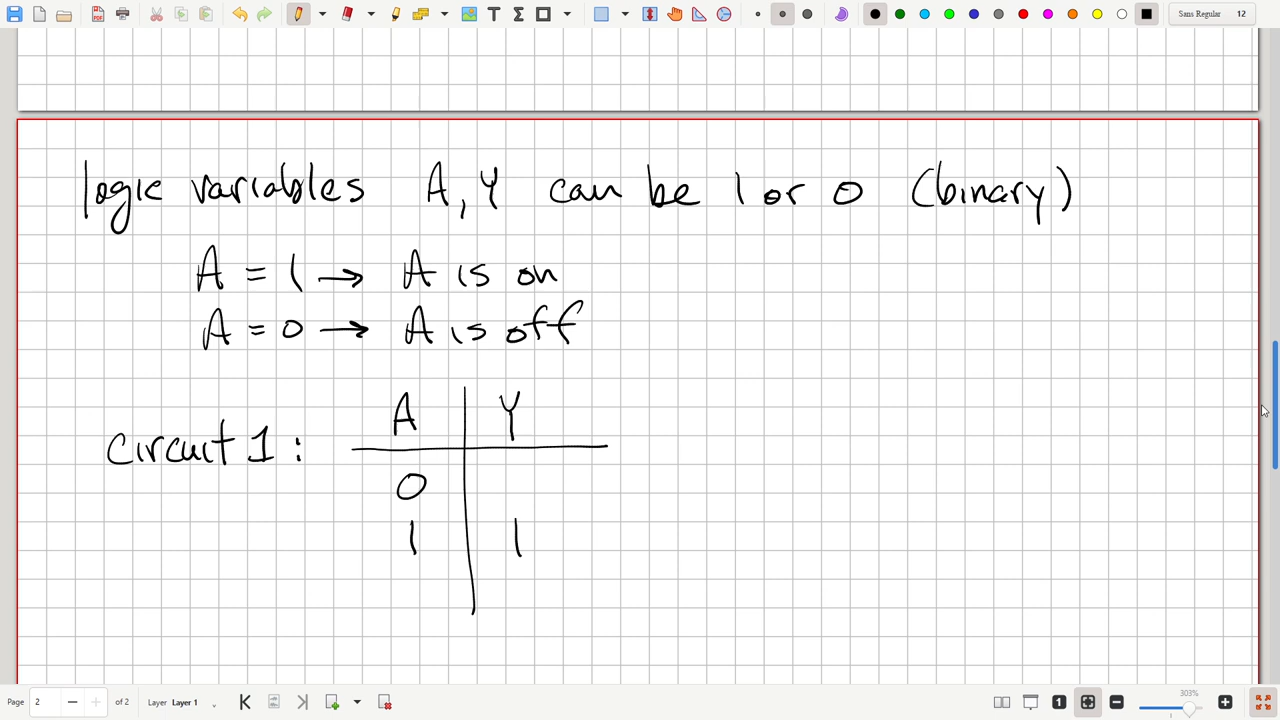 Sans Regular 12
logic variables A, Y can be 1 or 0 (binary)
A = 1 → A is on
A = 0 → A is off
circuit 1: A Y
0
1 1
Page 2 of 2 Layer Layer 1 303%